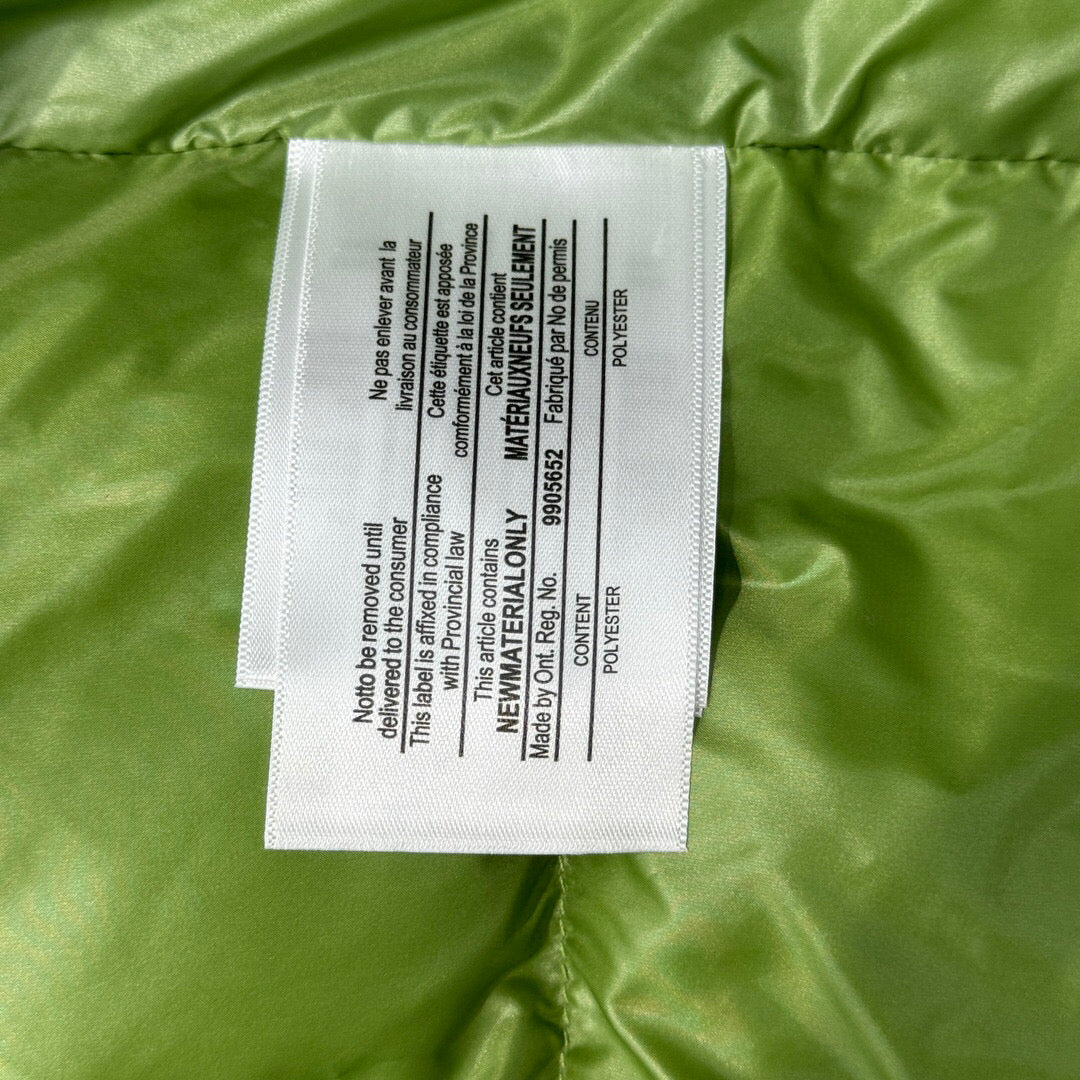 Notto be removed until
delivered to the consumer
Ne pas enlever avant la
livraison au consommateur
This label is affixed in compliance
with Provincial law
Cette étiquette est apposée
comformément à la loi de la Province
This article contains
NEWMATERIALONLY
Cet article contient
MATÉRIAUXNEUFS SEULEMENT
Made by Ont. Reg. No. 9905652 Fabriqué par No de permis
CONTENT CONTENU
POLYESTER POLYESTER